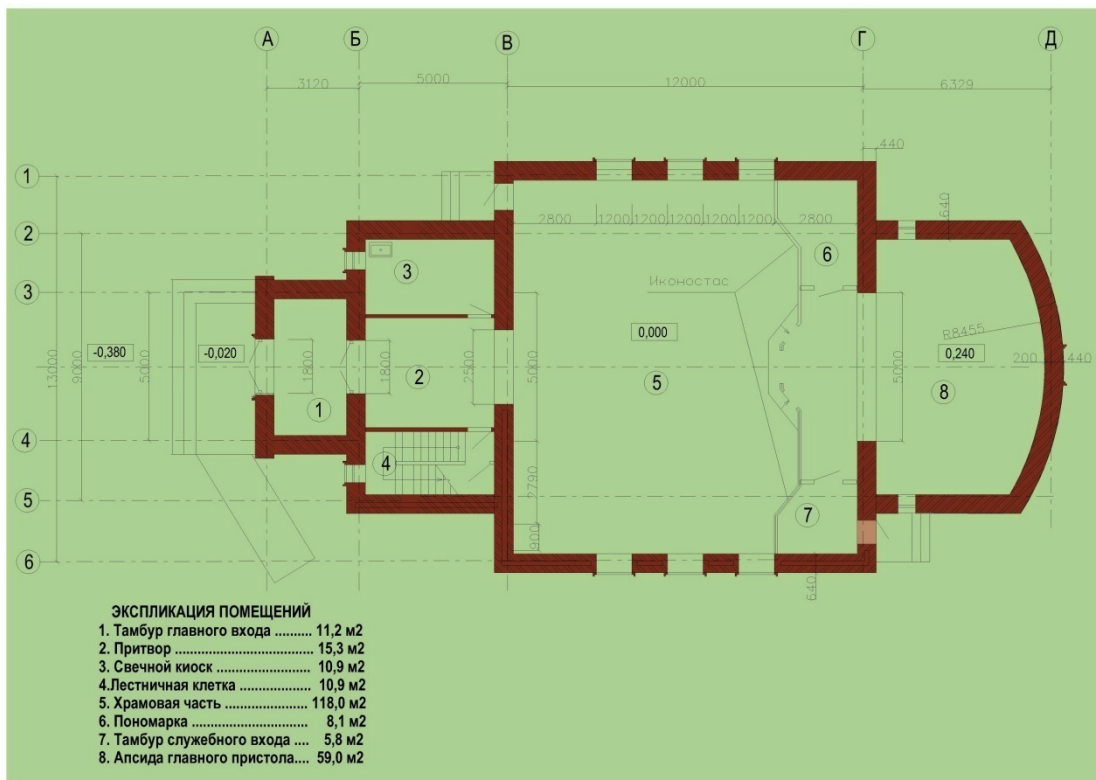 А Б В Г Д
3120 5000 12000 6329
440
1
2800 1200 1200 1200 1200 1200 2800
640
2
6
3
3
Иконостас
R8455
-0,380 -0,020 0,000 0,240
200 440
13000 9000 5000 1800 1800 2500 5000 5000
2 5 8
1
4
4
2790
5
7
900
6
640
ЭКСПЛИКАЦИЯ ПОМЕЩЕНИЙ
1. Тамбур главного входа .......... 11,2 м2
2. Притвор .................................... 15,3 м2
3. Свечной киоск ........................ 10,9 м2
4.Лестничная клетка .................... 10,9 м2
5. Храмовая часть ...................... 118,0 м2
6. Пономарка .............................. 8,1 м2
7. Тамбур служебного входа .... 5,8 м2
8. Апсида главного пристола.... 59,0 м2